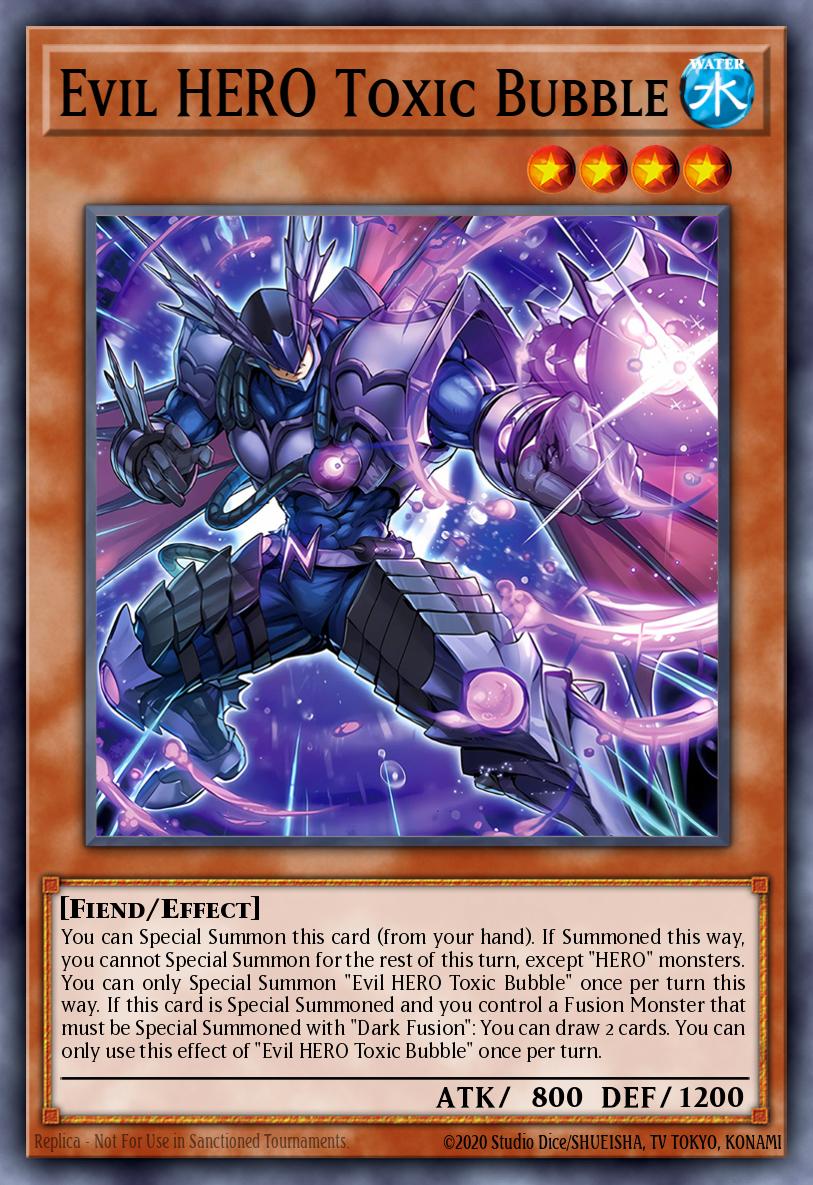 Evil HERO Toxic Bubble
WATER
水
N
[Fiend/Effect]
You can Special Summon this card (from your hand). If Summoned this way,
you cannot Special Summon for the rest of this turn, except "HERO" monsters.
You can only Special Summon "Evil HERO Toxic Bubble" once per turn this
way. If this card is Special Summoned and you control a Fusion Monster that
must be Special Summoned with "Dark Fusion": You can draw 2 cards. You can
only use this effect of "Evil HERO Toxic Bubble" once per turn.
ATK/ 800 DEF/1200
Replica - Not For Use in Sanctioned Tournaments.
©2020 Studio Dice/SHUEISHA, TV TOKYO, KONAMI